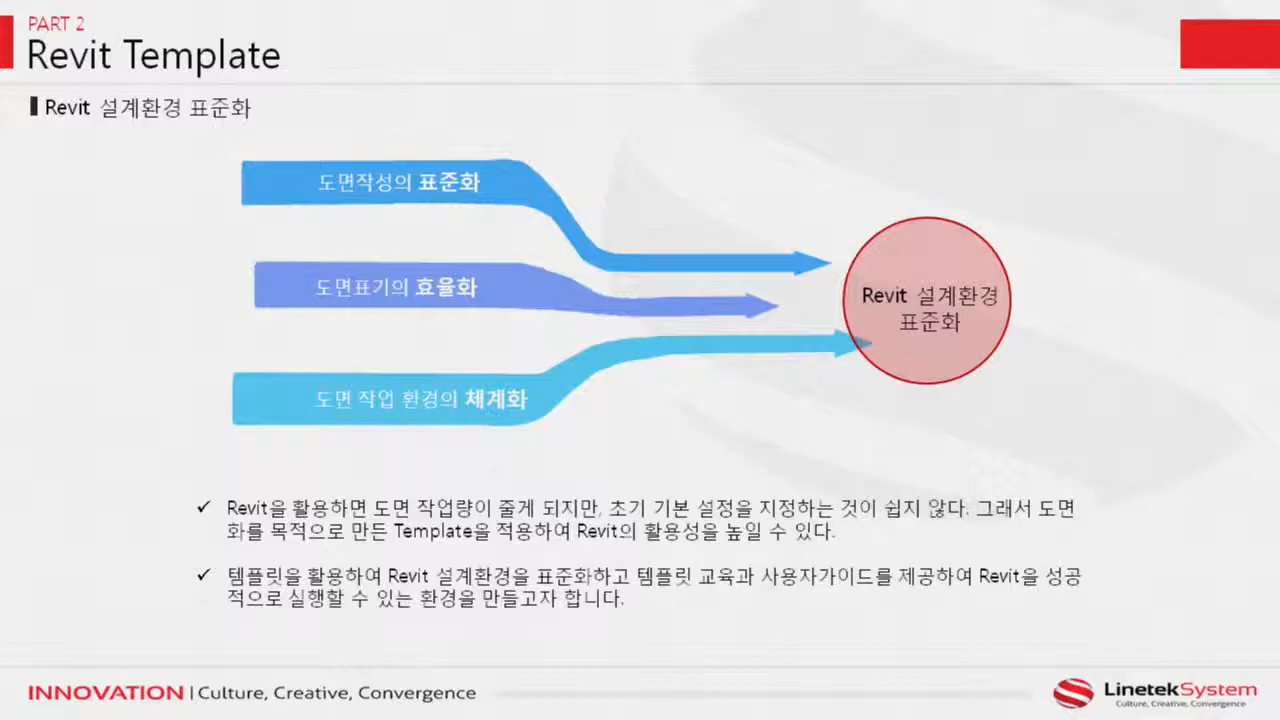 PART 2
Revit Template
Revit 설계환경 표준화
도면작성의 표준화
도면표기의 효율화
도면 작업 환경의 체계화
Revit 설계환경
표준화
Revit을 활용하면 도면 작업량이 줄게 되지만, 초기 기본 설정을 지정하는 것이 쉽지 않다. 그래서 도면
화를 목적으로 만든 Template을 적용하여 Revit의 활용성을 높일 수 있다.
템플릿을 활용하여 Revit 설계환경을 표준화하고 템플릿 교육과 사용자가이드를 제공하여 Revit을 성공
적으로 실행할 수 있는 환경을 만들고자 합니다.
INNOVATION | Culture, Creative, Convergence
LinetekSystem
Culture, Creative, Convergence